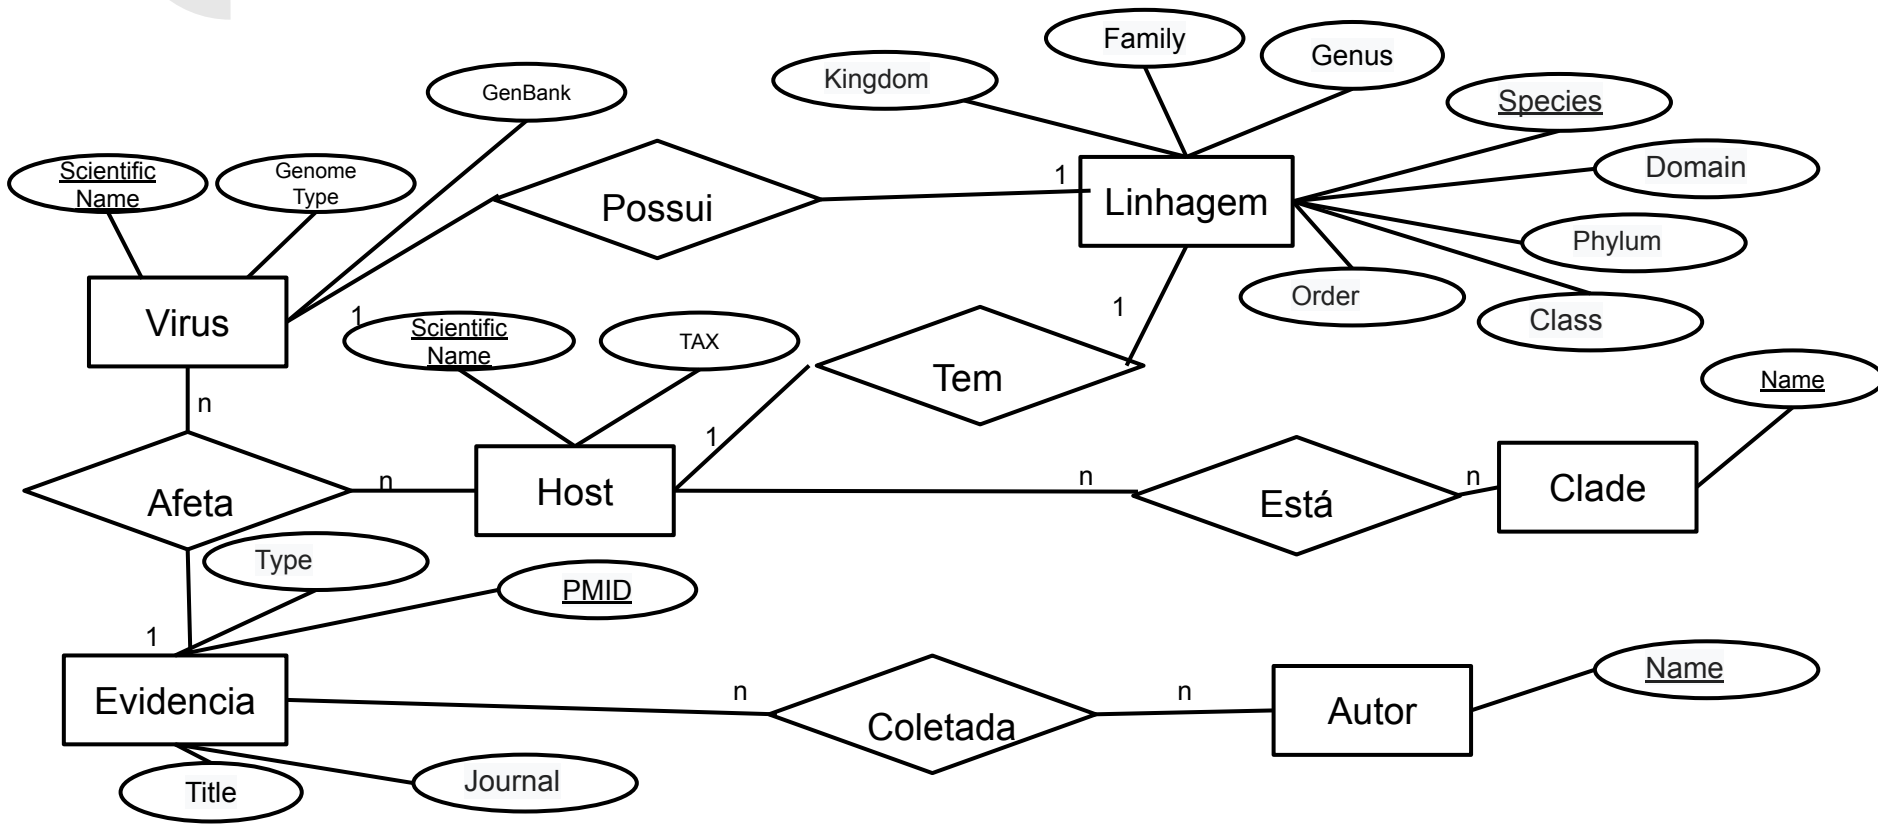 Family
Genus
Kingdom
GenBank
Species
Scientific
Name
Genome
Type
Domain
1
Possui
Linhagem
Phylum
Order
Class
Virus
1
1
Scientific
Name
TAX
Tem
Name
n
1
n
Host
n
n
Clade
Afeta
Está
Type
PMID
1
Evidencia
n
Coletada
n
Autor
Name
Title
Journal